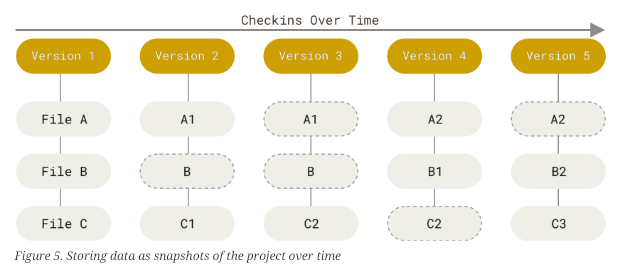 Checkins Over Time
Version 1 Version 2 Version 3 Version 4 Version 5
File A A1 A1 A2 A2
File B B B B1 B2
File C C1 C2 C2 C3
Figure 5. Storing data as snapshots of the project over time